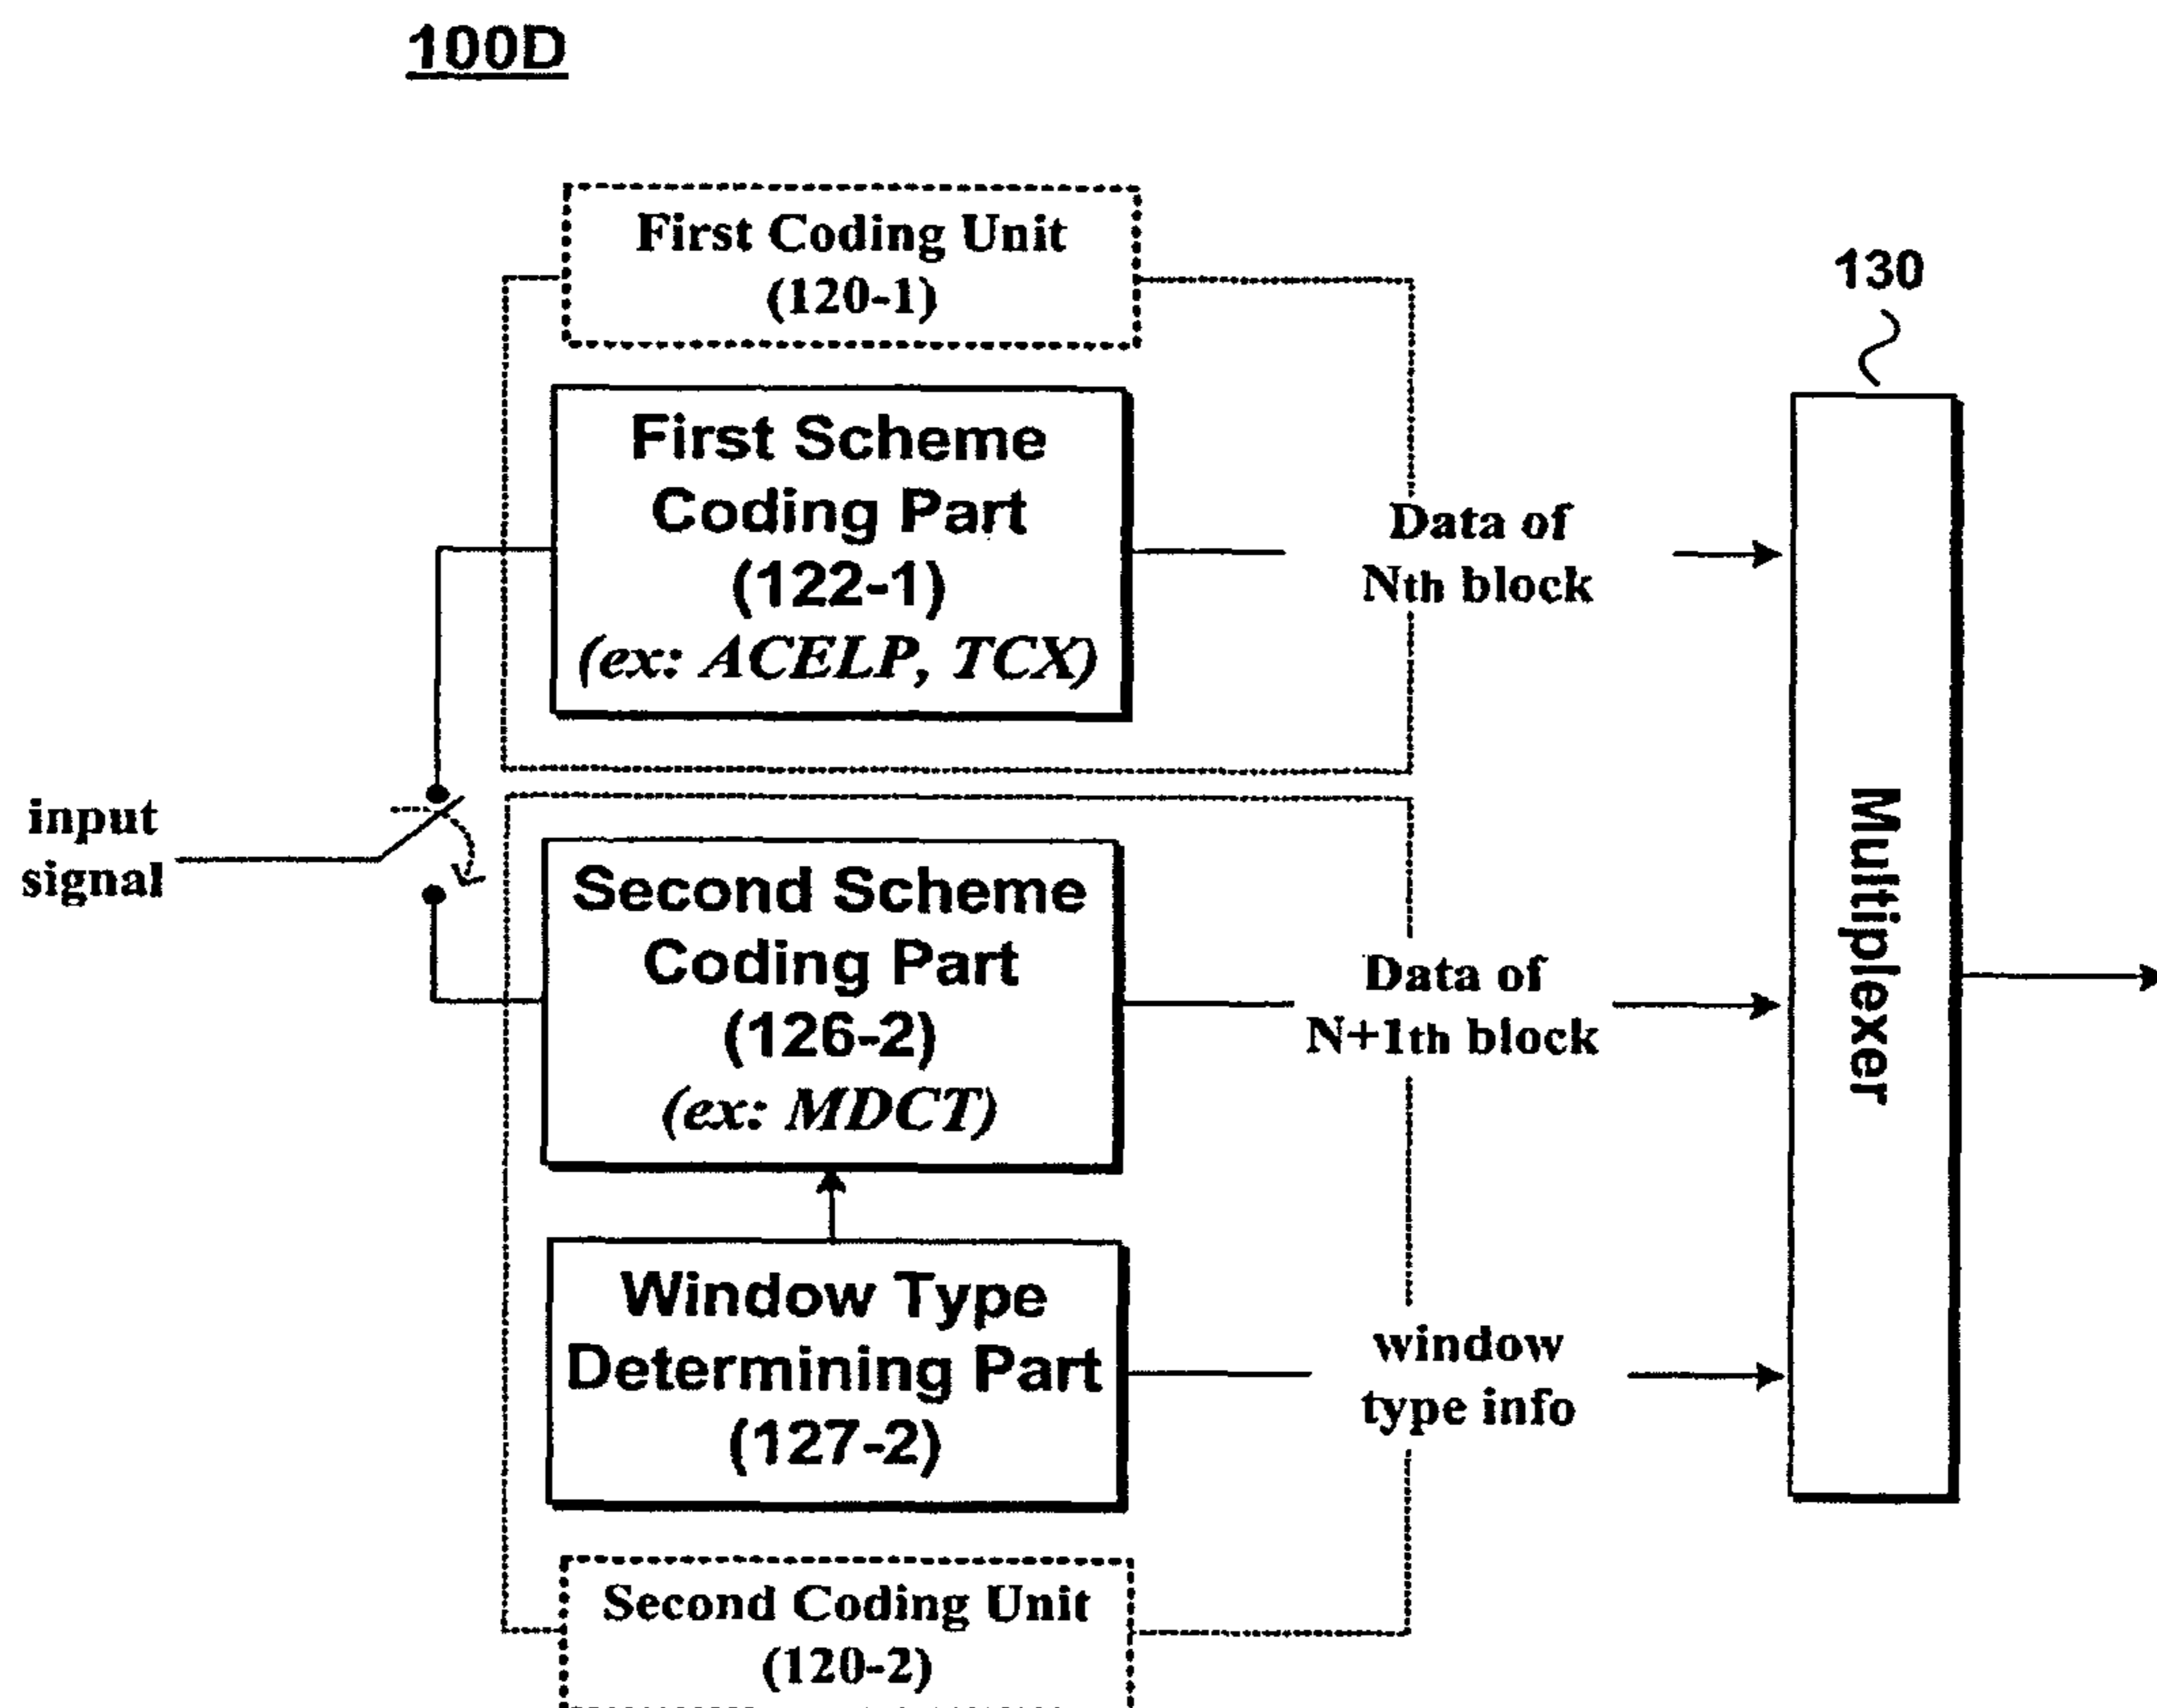 100D
First Coding Unit
(120-1)
130
First Scheme
Coding Part
(122-1)
(ex: ACELP, TCX)
Data of
Nth block
input
signal
Second Scheme
Coding Part
(126-2)
(ex: MDCT)
Data of
N+1th block
Multiplexer
Window Type
Determining Part
(127-2)
window
type info
Second Coding Unit
(120-2)